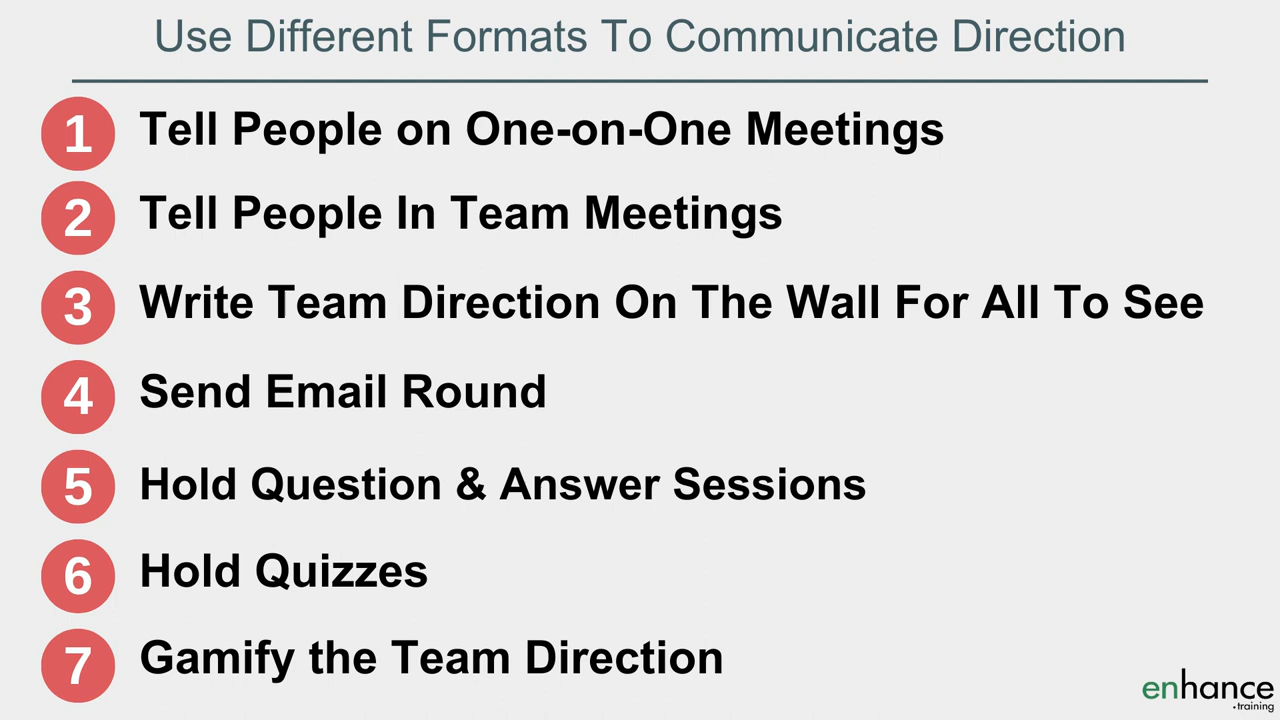 Use Different Formats To Communicate Direction
1 Tell People on One-on-One Meetings
2 Tell People In Team Meetings
3 Write Team Direction On The Wall For All To See
4 Send Email Round
5 Hold Question & Answer Sessions
6 Hold Quizzes
7 Gamify the Team Direction
enhance
.training